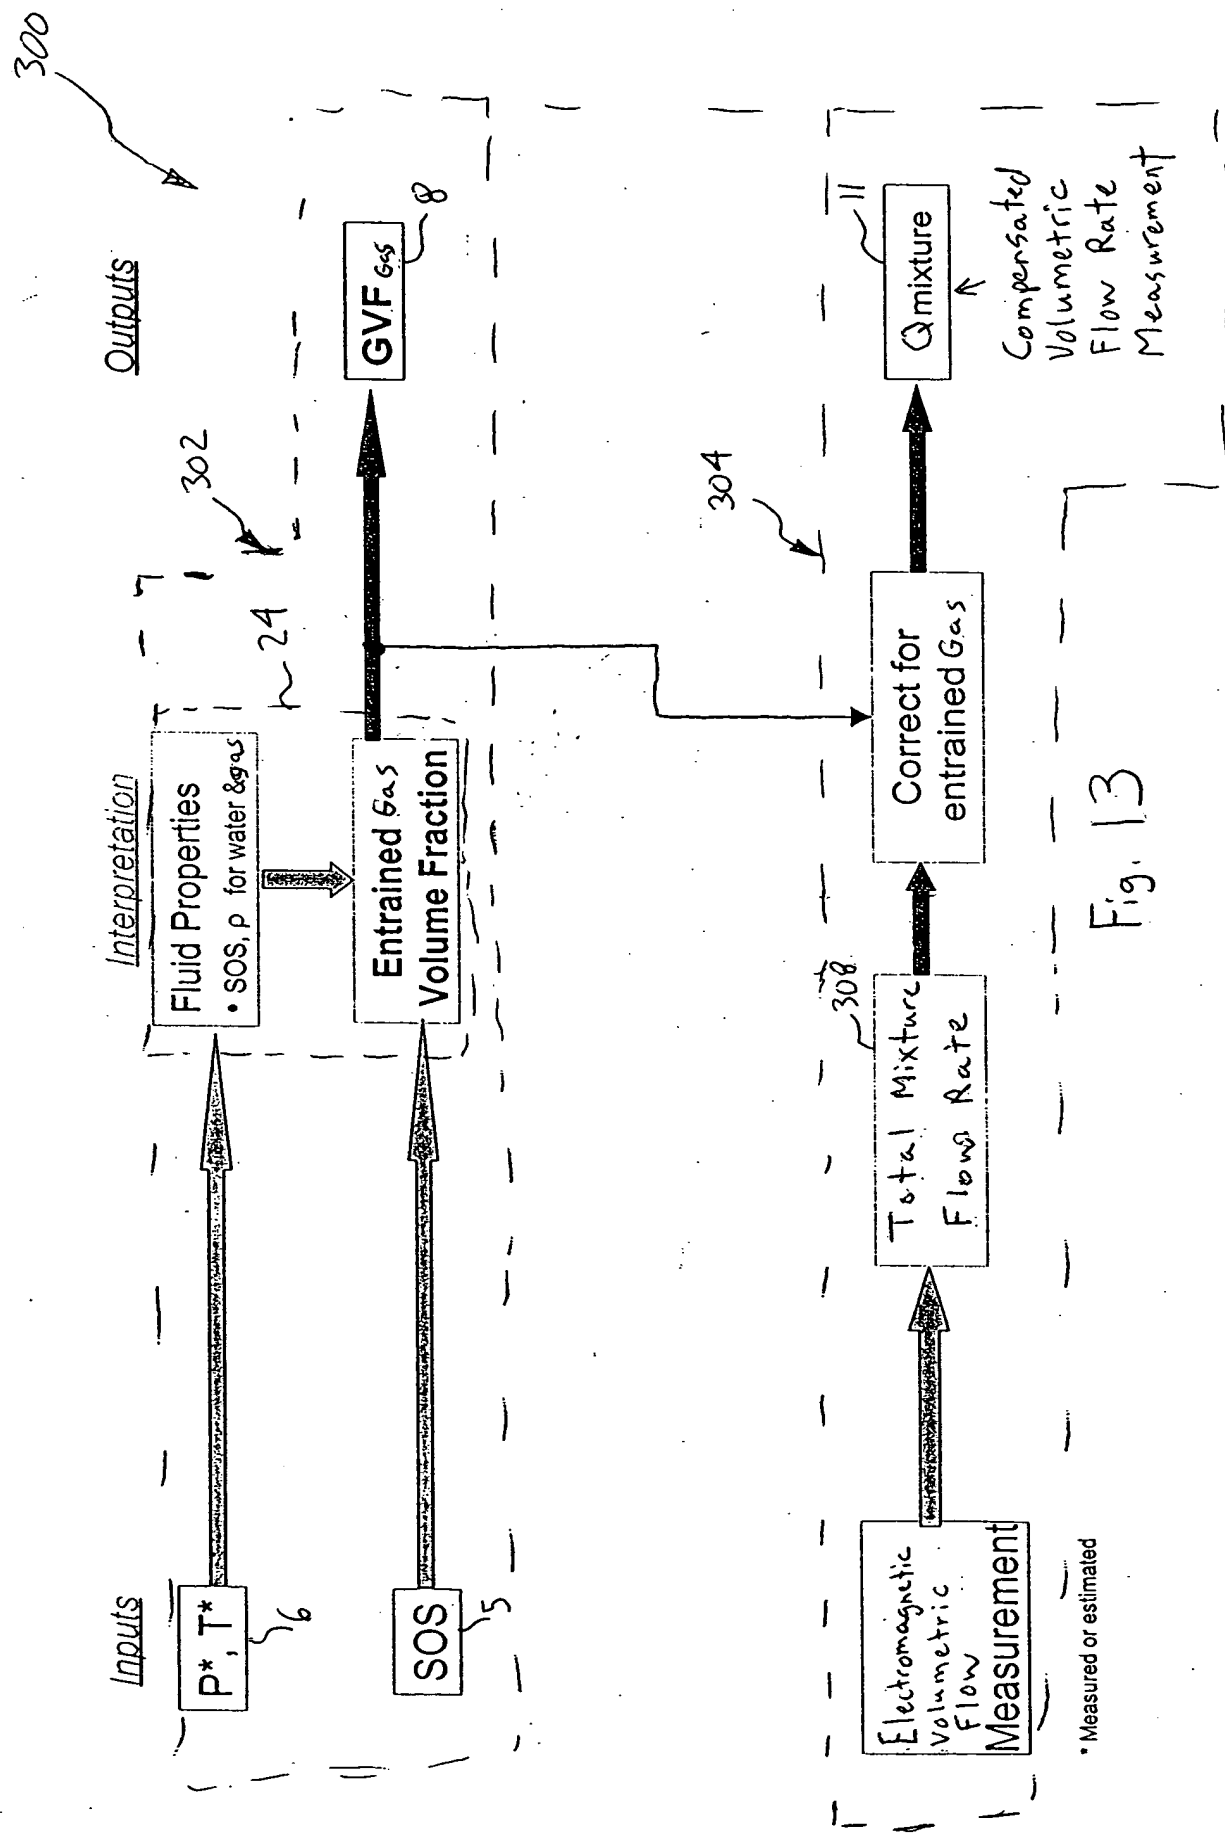 300
Inputs
Interpretation
Outputs
P*, T*
6
Fluid Properties
• SOS, ρ for water & gas
24
302
SOS
5
Entrained Gas
Volume Fraction
GVF Gas
8
304
Electromagnetic
Volumetric
Flow
Measurement
308
Total Mixture
Flow Rate
Correct for
entrained Gas
11
Qmixture
Compensated
Volumetric
Flow Rate
Measurement
* Measured or estimated
Fig. 13